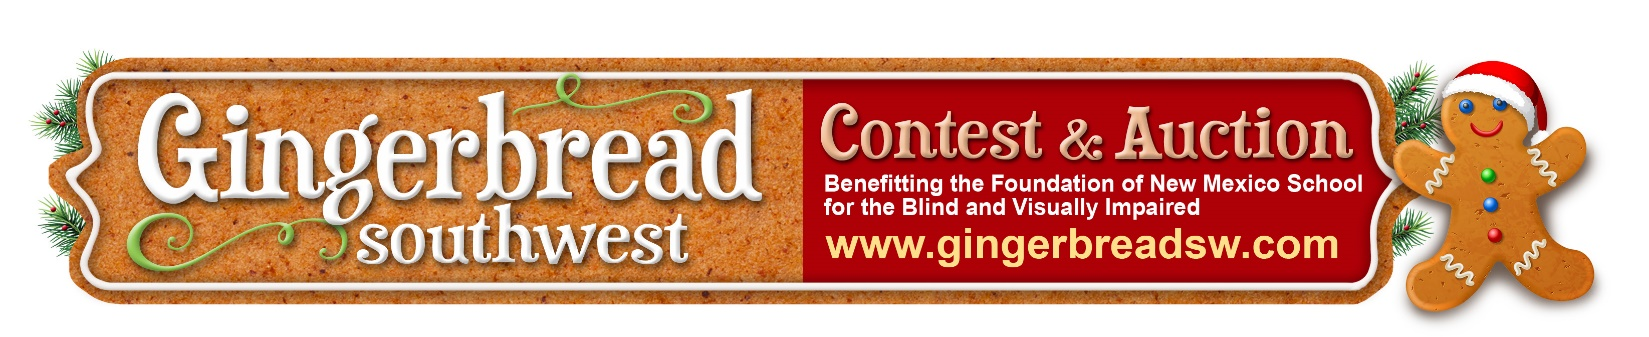 Gingerbread
southwest
Contest & Auction
Benefitting the Foundation of New Mexico School
for the Blind and Visually Impaired
www.gingerbreadsw.com